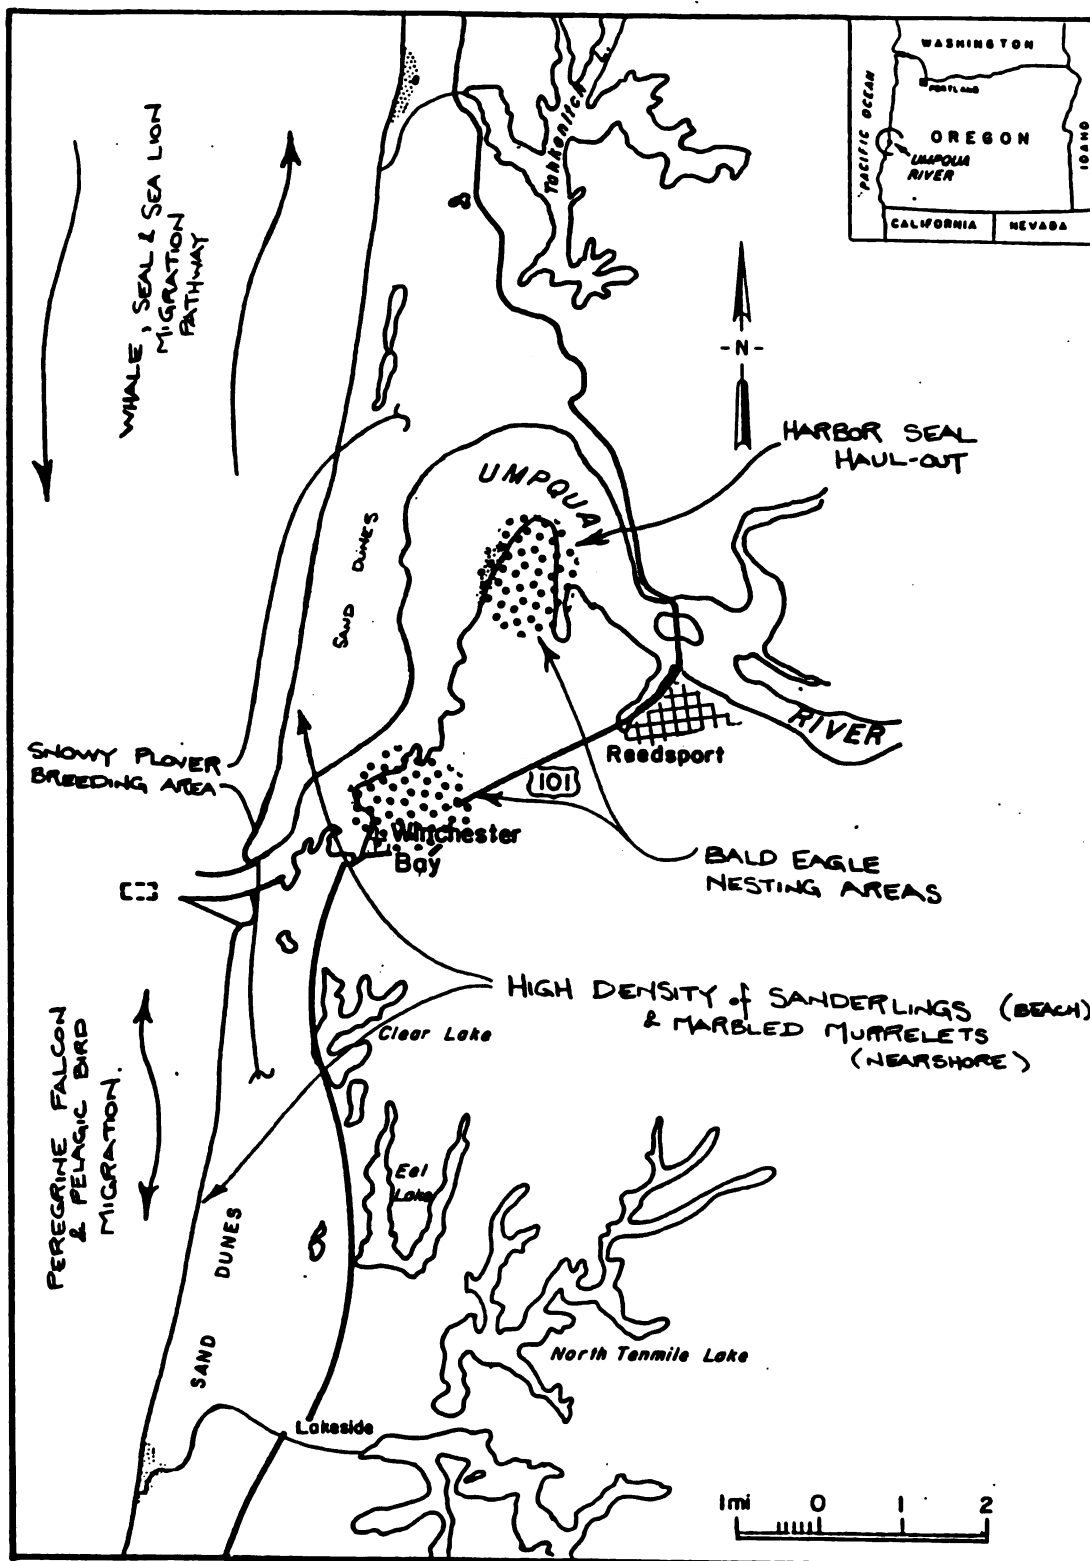 WASHINGTON
PORTLAND
PACIFIC OCEAN
OREGON
IDAHO
UMPQUA
RIVER
CALIFORNIA
NEVADA
Tahkenitch
WHALE, SEAL & SEA LION
MIGRATION
PATHWAY
-N-
HARBOR SEAL
HAUL-OUT
UMPQUA
SAND DUNES
RIVER
SNOWY PLOVER
BREEDING AREA
Reedsport
101
Winchester
Bay
BALD EAGLE
NESTING AREAS
HIGH DENSITY of SANDERLINGS (BEACH)
& MARBLED MURRELETS
(NEARSHORE)
Clear Lake
PEREGRINE FALCON
& PELAGIC BIRD
MIGRATION.
Eel
Lake
SAND DUNES
North Tenmile Lake
Lakeside
1mi 0 1 2